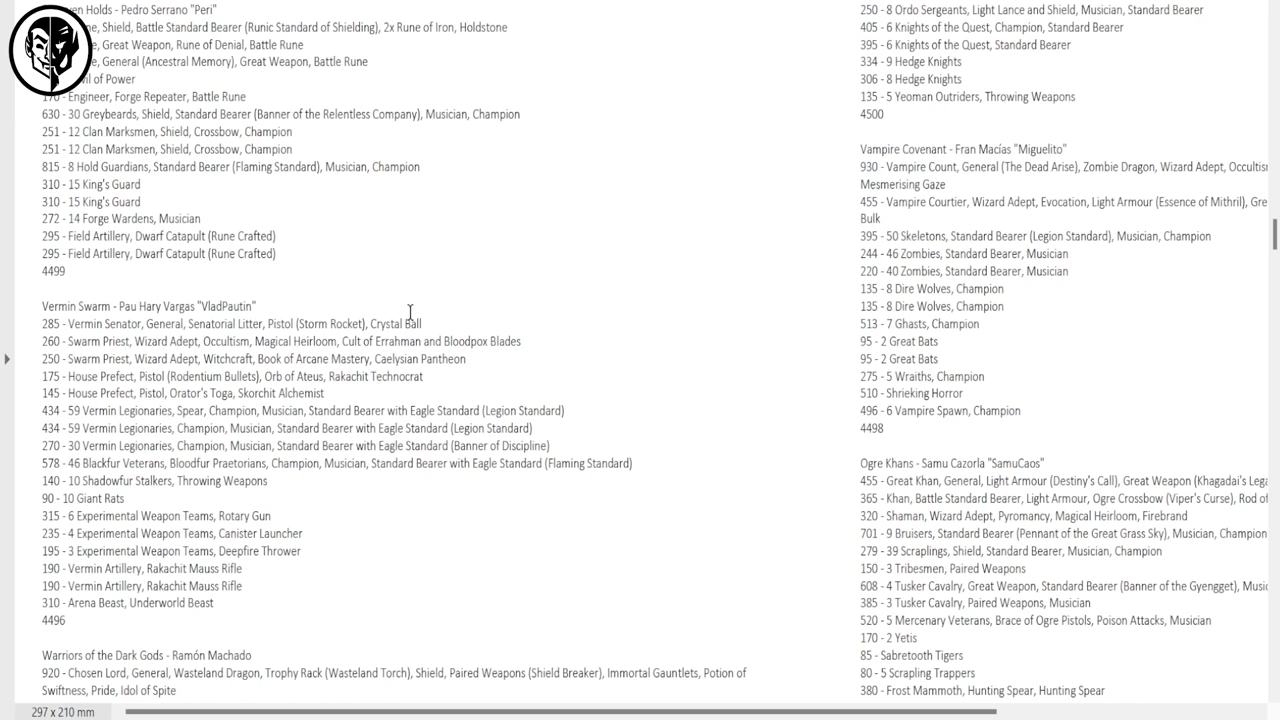 ven Holds - Pedro Serrano "Peri"
ne, Shield, Battle Standard Bearer (Runic Standard of Shielding), 2x Rune of Iron, Holdstone
e, Great Weapon, Rune of Denial, Battle Rune
e, General (Ancestral Memory), Great Weapon, Battle Rune
vil of Power
170 - Engineer, Forge Repeater, Battle Rune
630 - 30 Greybeards, Shield, Standard Bearer (Banner of the Relentless Company), Musician, Champion
251 - 12 Clan Marksmen, Shield, Crossbow, Champion
251 - 12 Clan Marksmen, Shield, Crossbow, Champion
815 - 8 Hold Guardians, Standard Bearer (Flaming Standard), Musician, Champion
310 - 15 King's Guard
310 - 15 King's Guard
272 - 14 Forge Wardens, Musician
295 - Field Artillery, Dwarf Catapult (Rune Crafted)
295 - Field Artillery, Dwarf Catapult (Rune Crafted)
4499
Vermin Swarm - Pau Hary Vargas "VladPautin"
285 - Vermin Senator, General, Senatorial Litter, Pistol (Storm Rocket), Crystal Ball
260 - Swarm Priest, Wizard Adept, Occultism, Magical Heirloom, Cult of Errahman and Bloodpox Blades
250 - Swarm Priest, Wizard Adept, Witchcraft, Book of Arcane Mastery, Caelysian Pantheon
175 - House Prefect, Pistol (Rodentium Bullets), Orb of Ateus, Rakachit Technocrat
145 - House Prefect, Pistol, Orator's Toga, Skorchit Alchemist
434 - 59 Vermin Legionaries, Spear, Champion, Musician, Standard Bearer with Eagle Standard (Legion Standard)
434 - 59 Vermin Legionaries, Champion, Musician, Standard Bearer with Eagle Standard (Legion Standard)
270 - 30 Vermin Legionaries, Champion, Musician, Standard Bearer with Eagle Standard (Banner of Discipline)
578 - 46 Blackfur Veterans, Bloodfur Praetorians, Champion, Musician, Standard Bearer with Eagle Standard (Flaming Standard)
140 - 10 Shadowfur Stalkers, Throwing Weapons
90 - 10 Giant Rats
315 - 6 Experimental Weapon Teams, Rotary Gun
235 - 4 Experimental Weapon Teams, Canister Launcher
195 - 3 Experimental Weapon Teams, Deepfire Thrower
190 - Vermin Artillery, Rakachit Mauss Rifle
190 - Vermin Artillery, Rakachit Mauss Rifle
310 - Arena Beast, Underworld Beast
4496
Warriors of the Dark Gods - Ramón Machado
920 - Chosen Lord, General, Wasteland Dragon, Trophy Rack (Wasteland Torch), Shield, Paired Weapons (Shield Breaker), Immortal Gauntlets, Potion of
Swiftness, Pride, Idol of Spite
250 - 8 Ordo Sergeants, Light Lance and Shield, Musician, Standard Bearer
405 - 6 Knights of the Quest, Champion, Standard Bearer
395 - 6 Knights of the Quest, Standard Bearer
334 - 9 Hedge Knights
306 - 8 Hedge Knights
135 - 5 Yeoman Outriders, Throwing Weapons
4500
Vampire Covenant - Fran Macías "Miguelito"
930 - Vampire Count, General (The Dead Arise), Zombie Dragon, Wizard Adept, Occultis
Mesmerising Gaze
455 - Vampire Courtier, Wizard Adept, Evocation, Light Armour (Essence of Mithril), Gre
Bulk
395 - 50 Skeletons, Standard Bearer (Legion Standard), Musician, Champion
244 - 46 Zombies, Standard Bearer, Musician
220 - 40 Zombies, Standard Bearer, Musician
135 - 8 Dire Wolves, Champion
135 - 8 Dire Wolves, Champion
513 - 7 Ghasts, Champion
95 - 2 Great Bats
95 - 2 Great Bats
275 - 5 Wraiths, Champion
510 - Shrieking Horror
496 - 6 Vampire Spawn, Champion
4498
Ogre Khans - Samu Cazorla "SamuCaos"
455 - Great Khan, General, Light Armour (Destiny's Call), Great Weapon (Khagadai's Lega
365 - Khan, Battle Standard Bearer, Light Armour, Ogre Crossbow (Viper's Curse), Rod of
320 - Shaman, Wizard Adept, Pyromancy, Magical Heirloom, Firebrand
701 - 9 Bruisers, Standard Bearer (Pennant of the Great Grass Sky), Musician, Champion
279 - 39 Scraplings, Shield, Standard Bearer, Musician, Champion
150 - 3 Tribesmen, Paired Weapons
608 - 4 Tusker Cavalry, Great Weapon, Standard Bearer (Banner of the Gyengget), Musi
385 - 3 Tusker Cavalry, Paired Weapons, Musician
520 - 5 Mercenary Veterans, Brace of Ogre Pistols, Poison Attacks, Musician
170 - 2 Yetis
85 - Sabretooth Tigers
80 - 5 Scrapling Trappers
380 - Frost Mammoth, Hunting Spear, Hunting Spear
297 x 210 mm